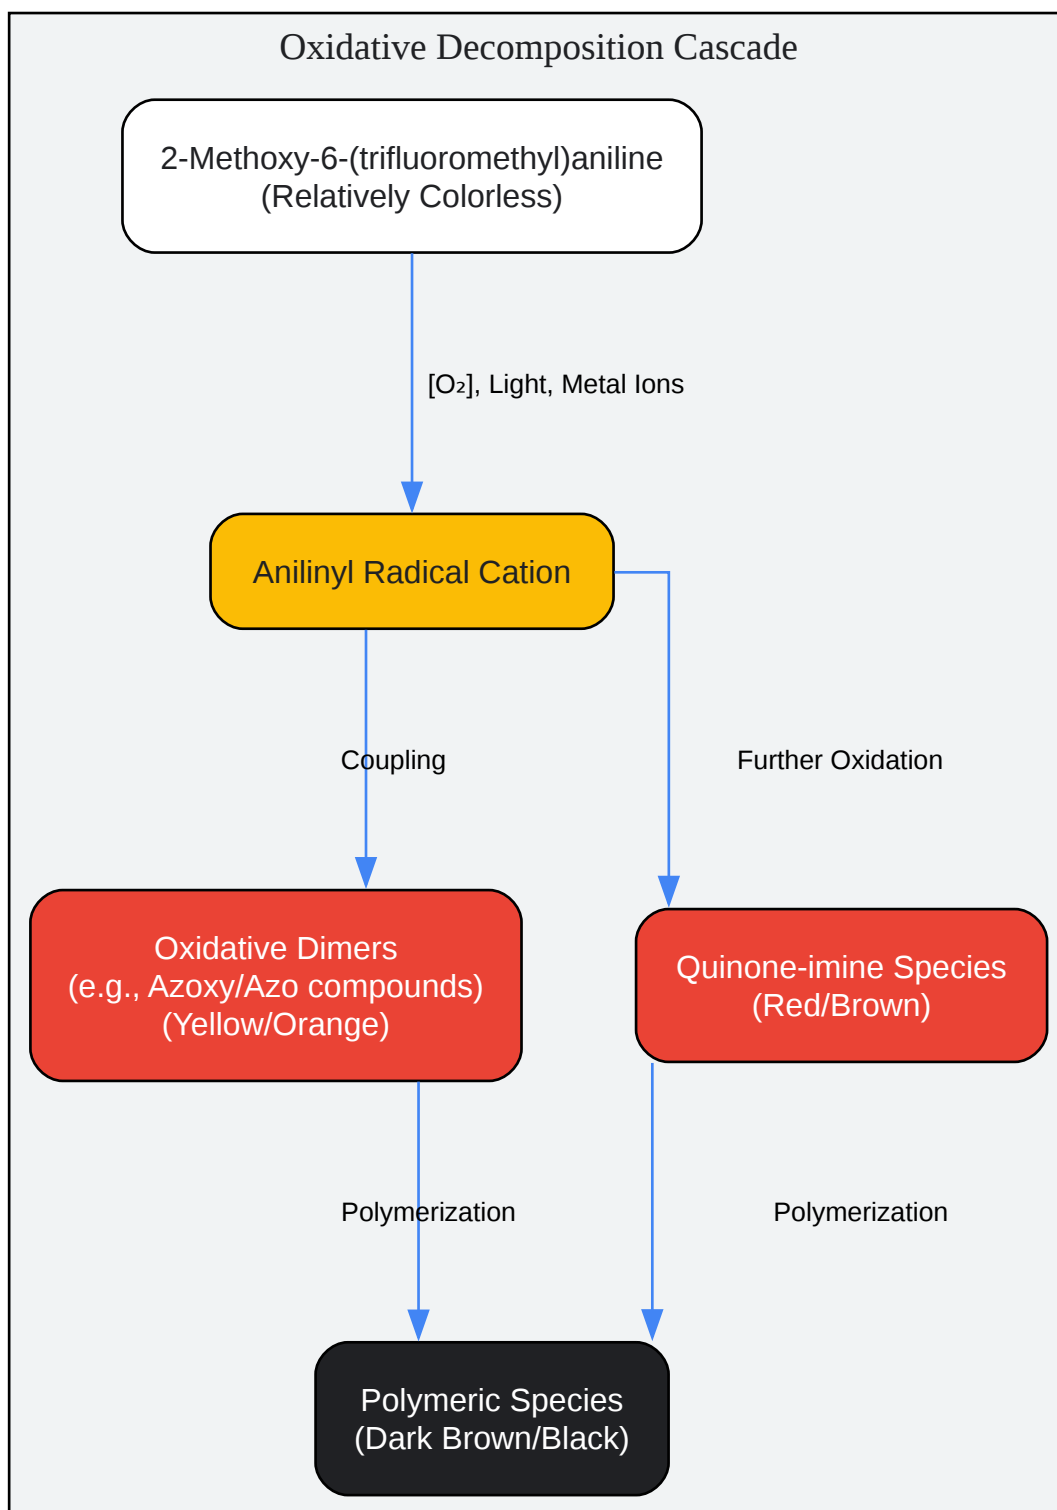 Oxidative Decomposition Cascade
2-Methoxy-6-(trifluoromethyl)aniline
(Relatively Colorless)
[O₂], Light, Metal Ions
Anilinyl Radical Cation
Coupling
Further Oxidation
Oxidative Dimers
(e.g., Azoxy/Azo compounds)
(Yellow/Orange)
Quinone-imine Species
(Red/Brown)
Polymerization
Polymerization
Polymeric Species
(Dark Brown/Black)